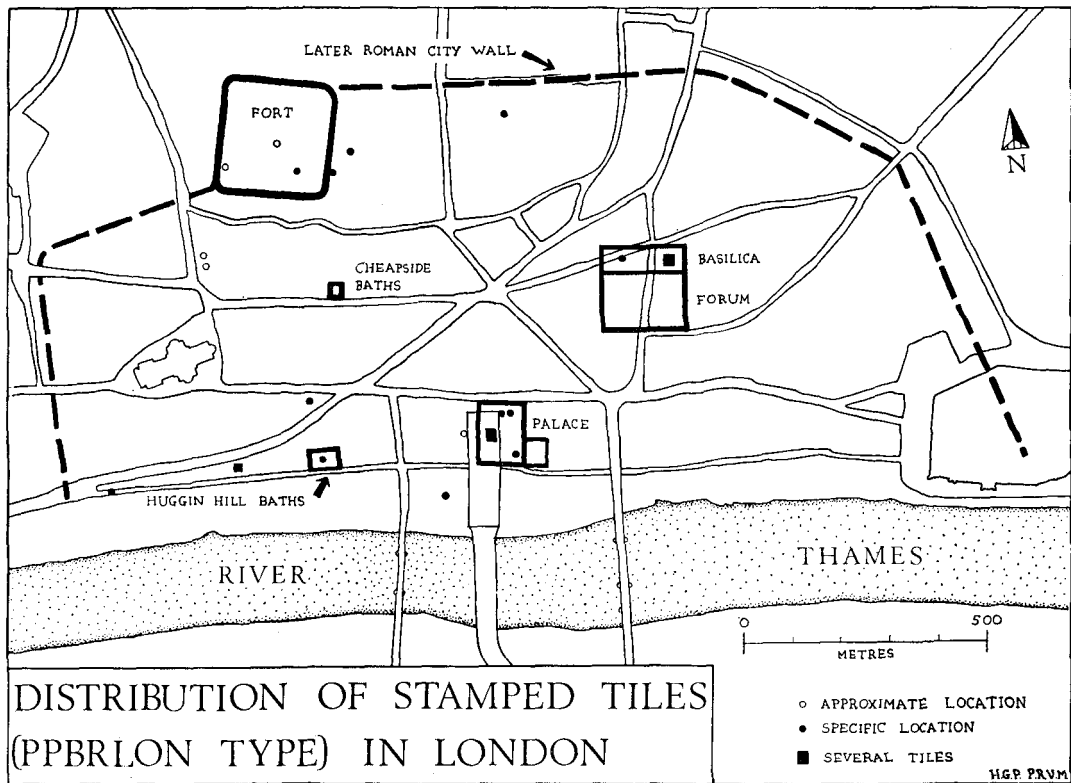 LATER ROMAN CITY WALL
FORT
N
CHEAPSIDE
BATHS
BASILICA
FORUM
PALACE
HUGGIN HILL BATHS
RIVER
THAMES
0
500
METRES
DISTRIBUTION OF STAMPED TILES
(PPBRLON TYPE) IN LONDON
APPROXIMATE LOCATION
SPECIFIC LOCATION
SEVERAL TILES
H.G.P. P.R.V.M.